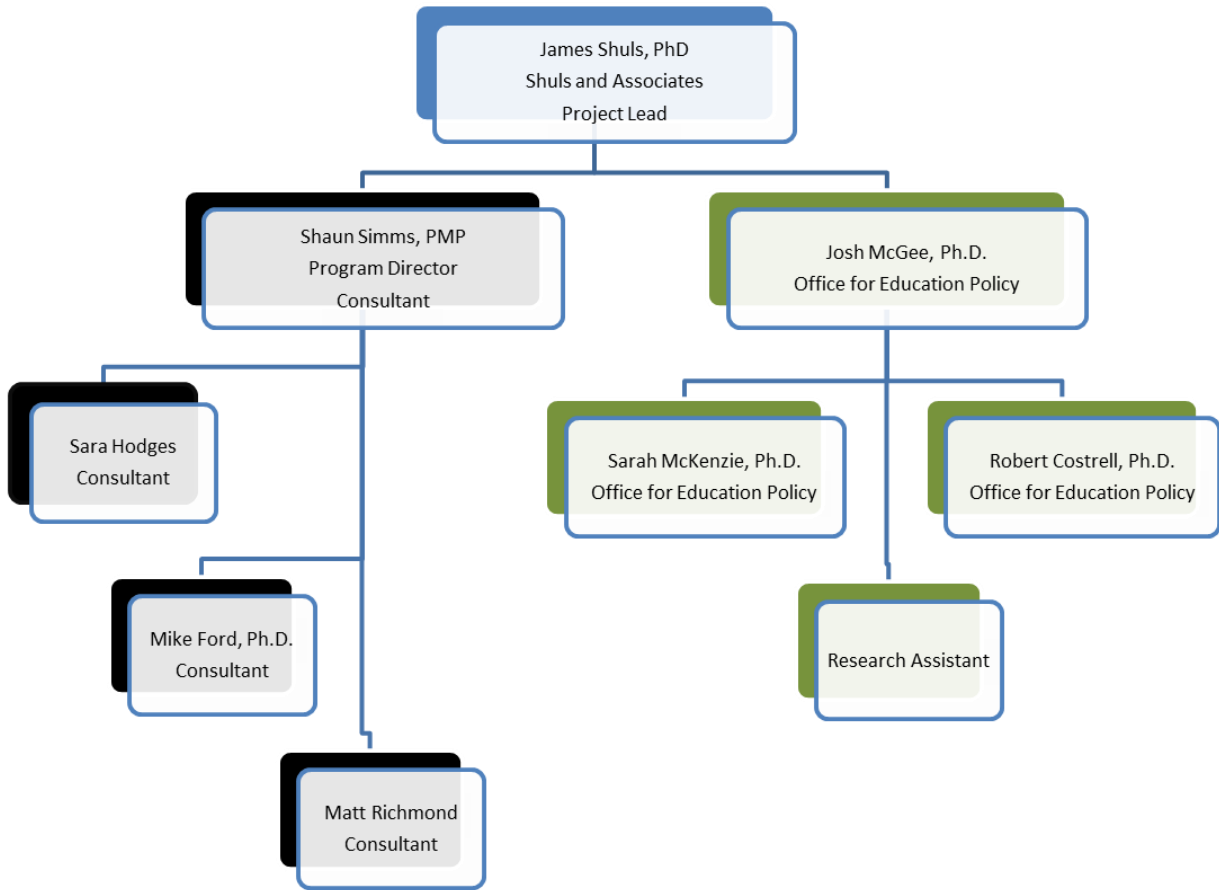 James Shuls, PhD
Shuls and Associates
Project Lead
Shaun Simms, PMP
Program Director
Consultant
Josh McGee, Ph.D.
Office for Education Policy
Sara Hodges
Consultant
Sarah McKenzie, Ph.D.
Office for Education Policy
Robert Costrell, Ph.D.
Office for Education Policy
Mike Ford, Ph.D.
Consultant
Research Assistant
Matt Richmond
Consultant